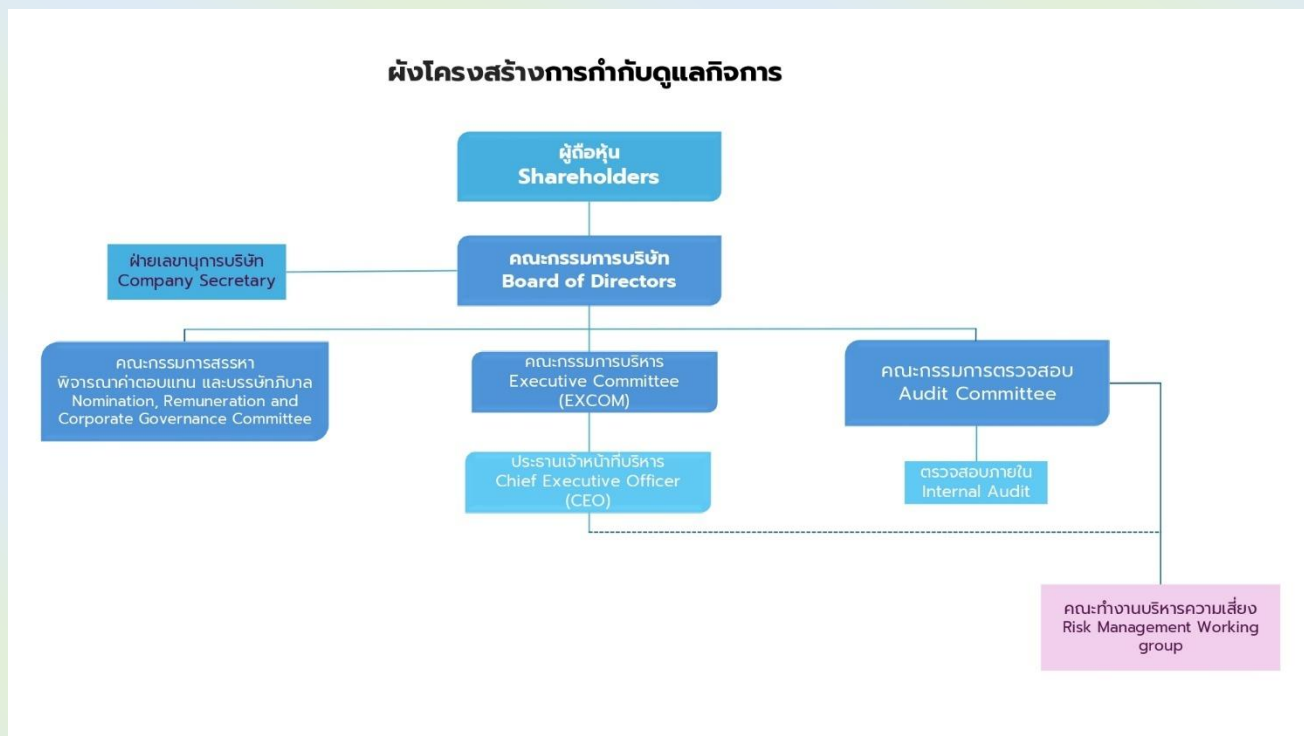 ผังโครงสร้างการกำกับดูแลกิจการ
ผู้ถือหุ้น
Shareholders
ฝ่ายเลขานุการบริษัท
Company Secretary
คณะกรรมการบริษัท
Board of Directors
คณะกรรมการสรรหา
พิจารณาค่าตอบแทน และบรรษัทภิบาล
Nomination, Remuneration and
Corporate Governance Committee
คณะกรรมการบริหาร
Executive Committee
(EXCOM)
คณะกรรมการตรวจสอบ
Audit Committee
ประธานเจ้าหน้าที่บริหาร
Chief Executive Officer
(CEO)
ตรวจสอบภายใน
Internal Audit
คณะทำงานบริหารความเสี่ยง
Risk Management Working
group